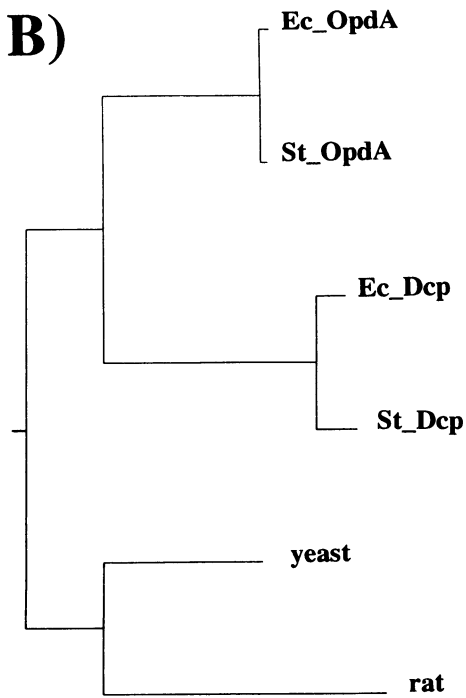 B)
Ec_OpdA
St_OpdA
Ec_Dcp
St_Dcp
yeast
rat